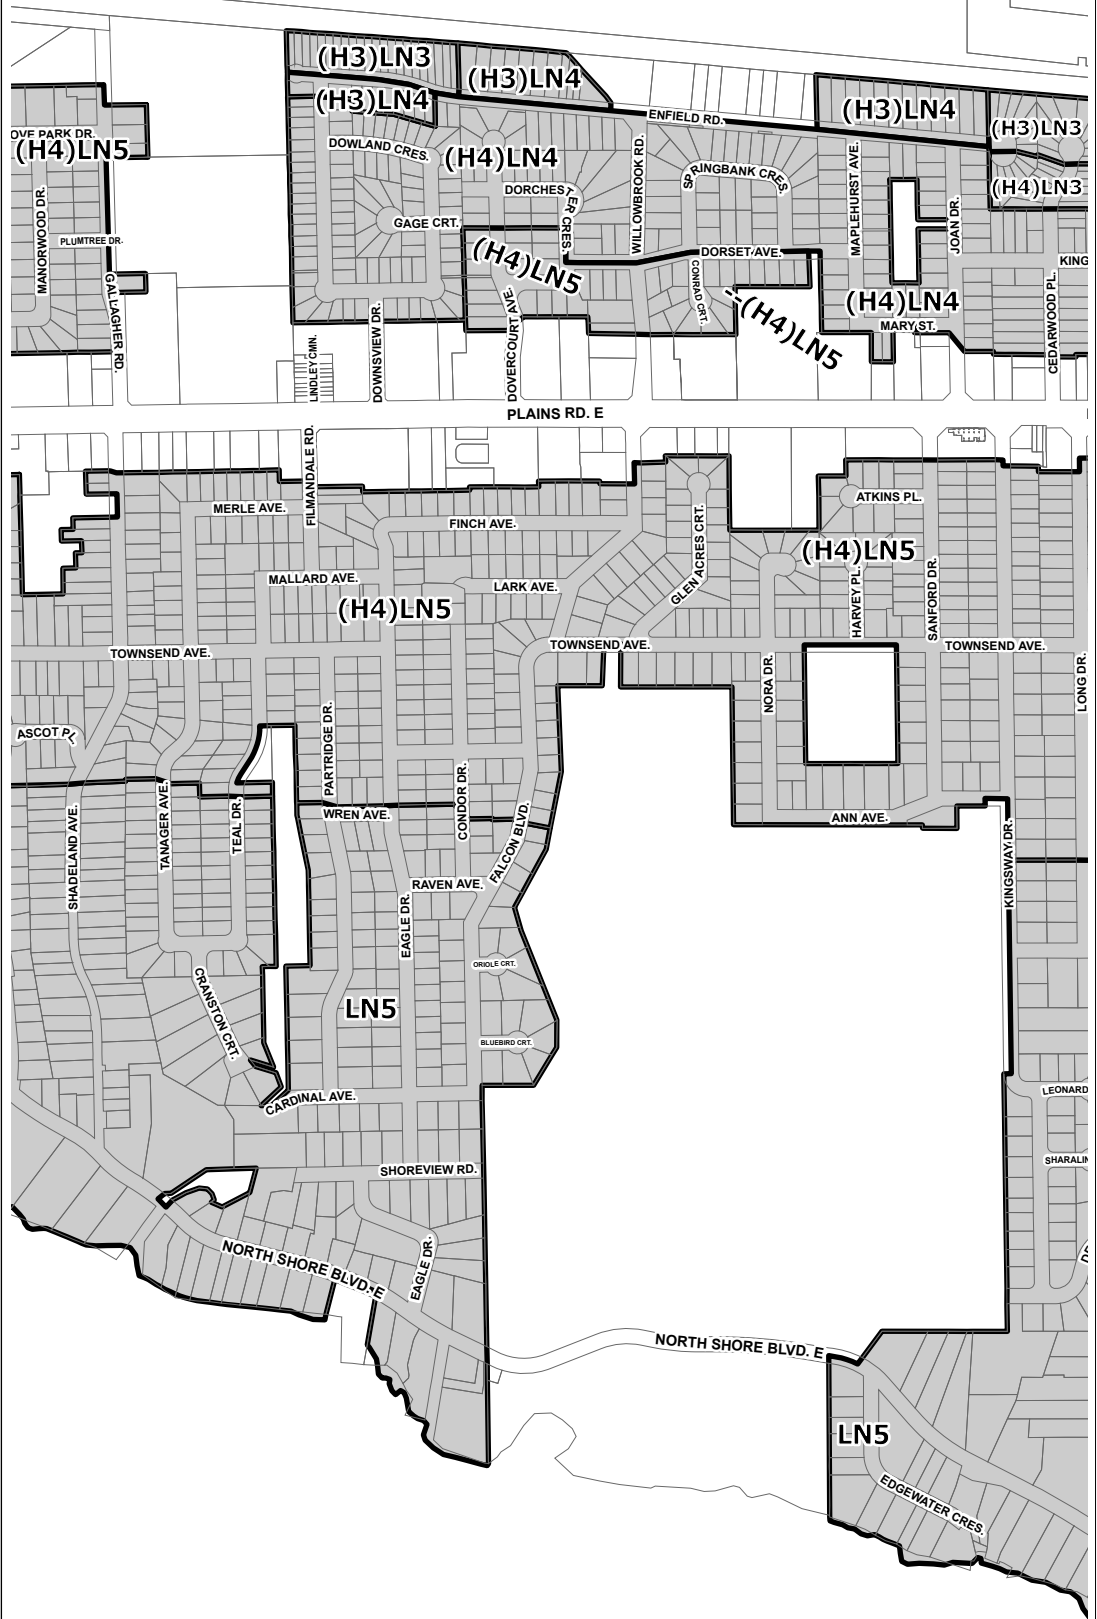 (H3)LN3
(H3)LN4
(H3)LN4
(H3)LN4
ENFIELD RD.
(H3)LN3
OVE PARK DR.
(H4)LN5
DOWLAND CRES.
(H4)LN4
SPRINGBANK CRES.
WILLOWBROOK RD.
MAPLEHURST AVE.
(H4)LN3
DORCHESTER CRES.
MANORWOOD DR.
GAGE CRT.
JOAN DR.
PLUMTREE DR.
(H4)LN5
DORSET AVE.
KING
GALLAGHER RD.
CONRAD CRT.
(H4)LN5
(H4)LN4
MARY ST.
CEDARWOOD PL.
LINDLEY CMN.
DOWNSVIEW DR.
DOVERCOURT AVE.
PLAINS RD. E
FILMANDALE RD.
MERLE AVE.
FINCH AVE.
ATKINS PL.
GLEN ACRES CRT.
(H4)LN5
MALLARD AVE.
LARK AVE.
HARVEY PL.
SANFORD DR.
(H4)LN5
TOWNSEND AVE.
TOWNSEND AVE.
TOWNSEND AVE.
NORA DR.
LONG DR.
ASCOT PL.
PARTRIDGE DR.
SHADELAND AVE.
TANAGER AVE.
TEAL DR.
WREN AVE.
CONDOR DR.
FALCON BLVD.
ANN AVE.
KINGSWAY DR.
RAVEN AVE.
EAGLE DR.
ORIOLE CRT.
CRANSTON CRT.
LN5
BLUEBIRD CRT.
CARDINAL AVE.
LEONARD
SHOREVIEW RD.
SHARALIN
NORTH SHORE BLVD. E
EAGLE DR.
DR
NORTH SHORE BLVD. E
LN5
EDGEWATER CRES.